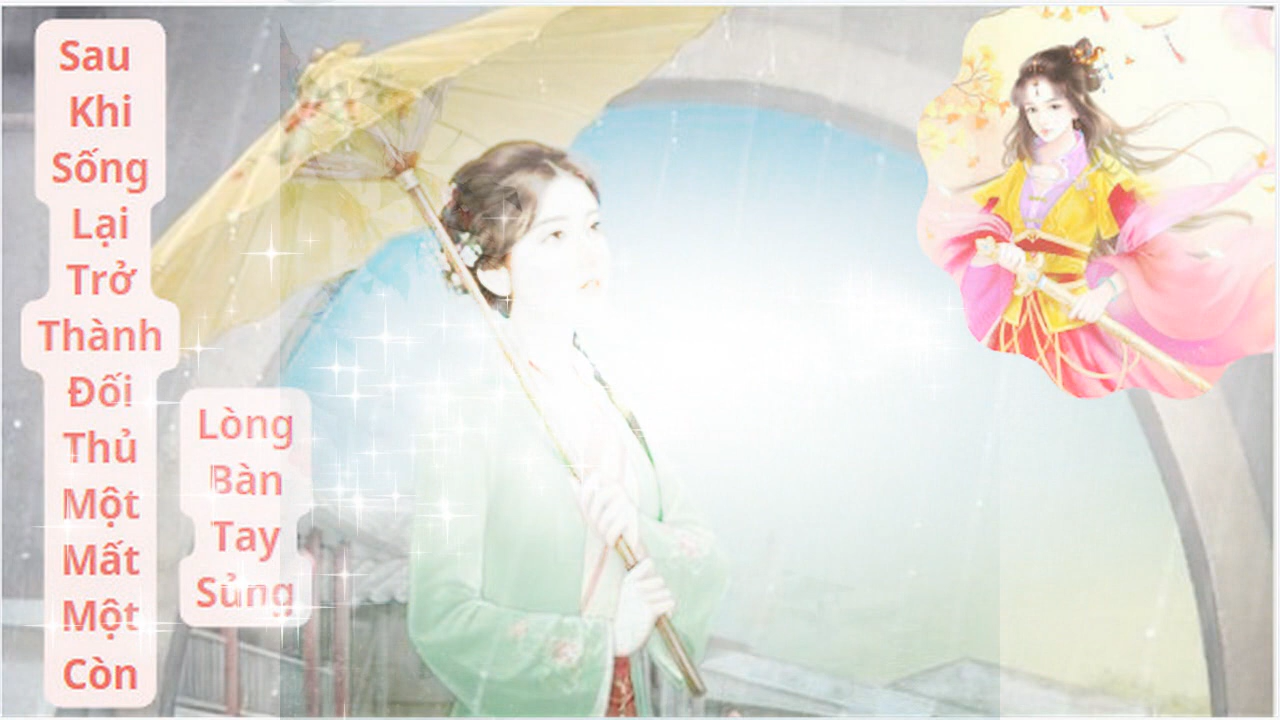 Sau
Khi
Sống
Lại
Trở
Thành
Đối
Thủ
Một
Mất
Một
Còn
Lòng
Bàn
Tay
Sủng